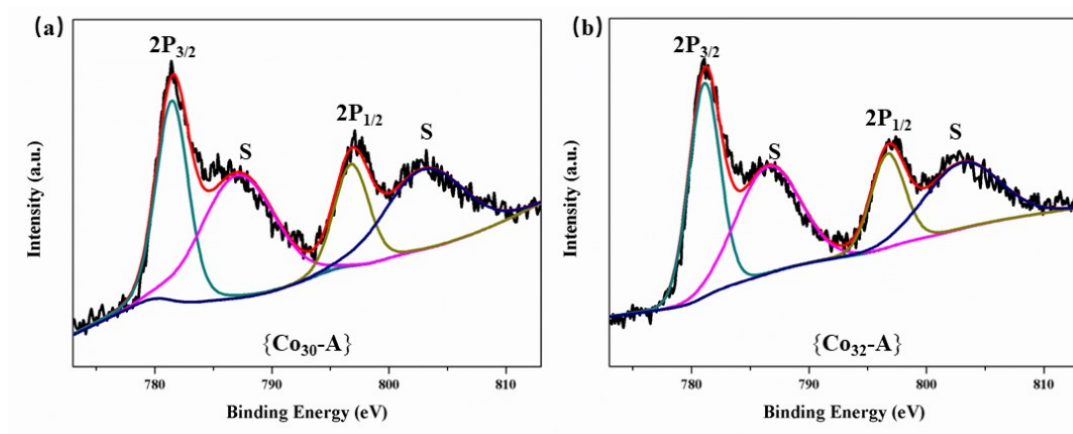 (a)
2P3/2
S
2P1/2
S
{Co30-A}
Intensity (a.u.)
780 790 800 810
Binding Energy (eV)
(b)
2P3/2
S
2P1/2
S
{Co32-A}
Intensity (a.u.)
780 790 800 810
Binding Energy (eV)